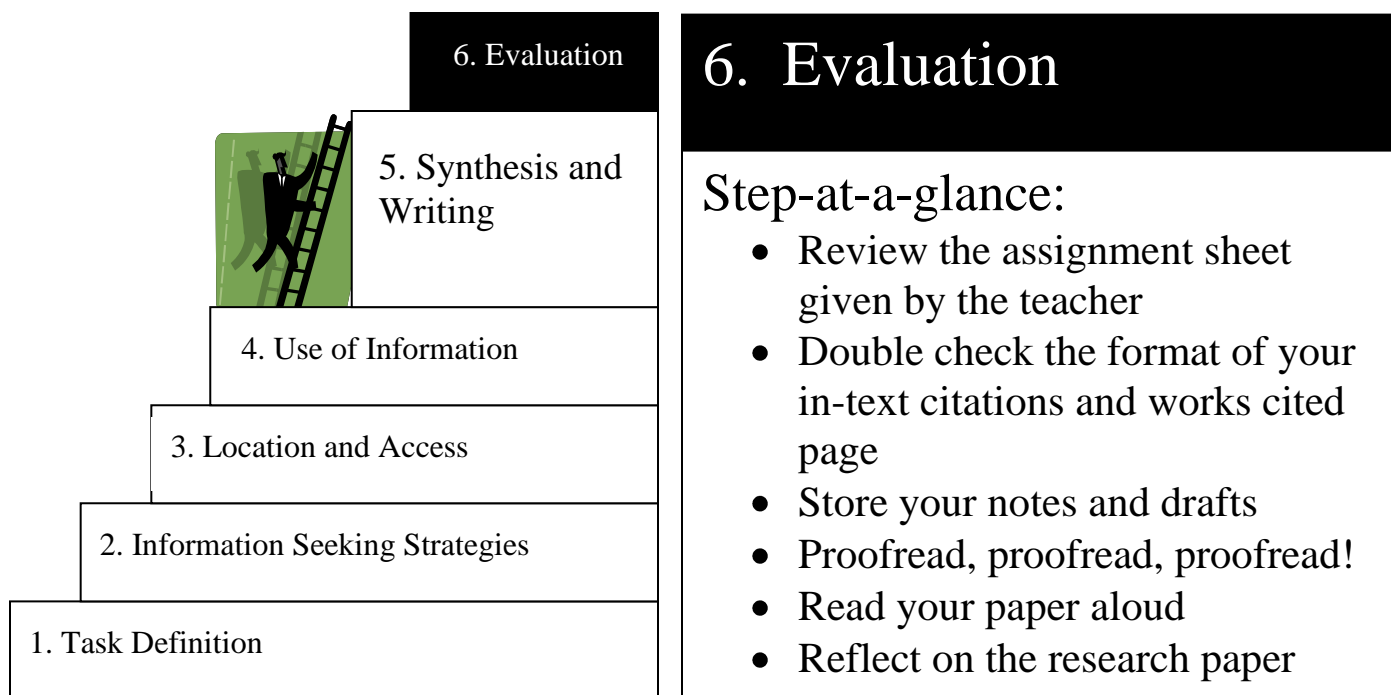 6. Evaluation
5. Synthesis and
Writing
4. Use of Information
3. Location and Access
2. Information Seeking Strategies
1. Task Definition
6. Evaluation
Step-at-a-glance:
• Review the assignment sheet
given by the teacher
• Double check the format of your
in-text citations and works cited
page
• Store your notes and drafts
• Proofread, proofread, proofread!
• Read your paper aloud
• Reflect on the research paper